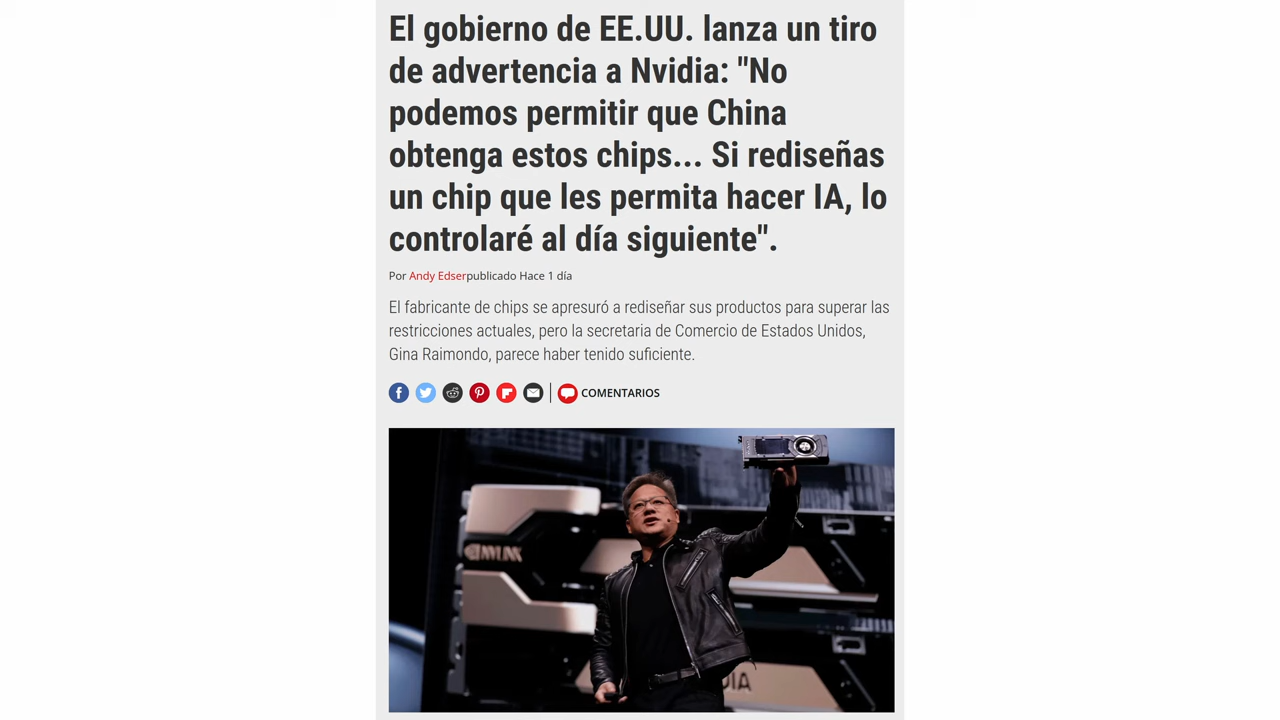 El gobierno de EE.UU. lanza un tiro
de advertencia a Nvidia: "No
podemos permitir que China
obtenga estos chips... Si rediseñas
un chip que les permita hacer IA, lo
controlaré al día siguiente".
Por Andy Edserpublicado Hace 1 día
El fabricante de chips se apresuró a rediseñar sus productos para superar las
restricciones actuales, pero la secretaria de Comercio de Estados Unidos,
Gina Raimondo, parece haber tenido suficiente.
COMENTARIOS
NVLINK